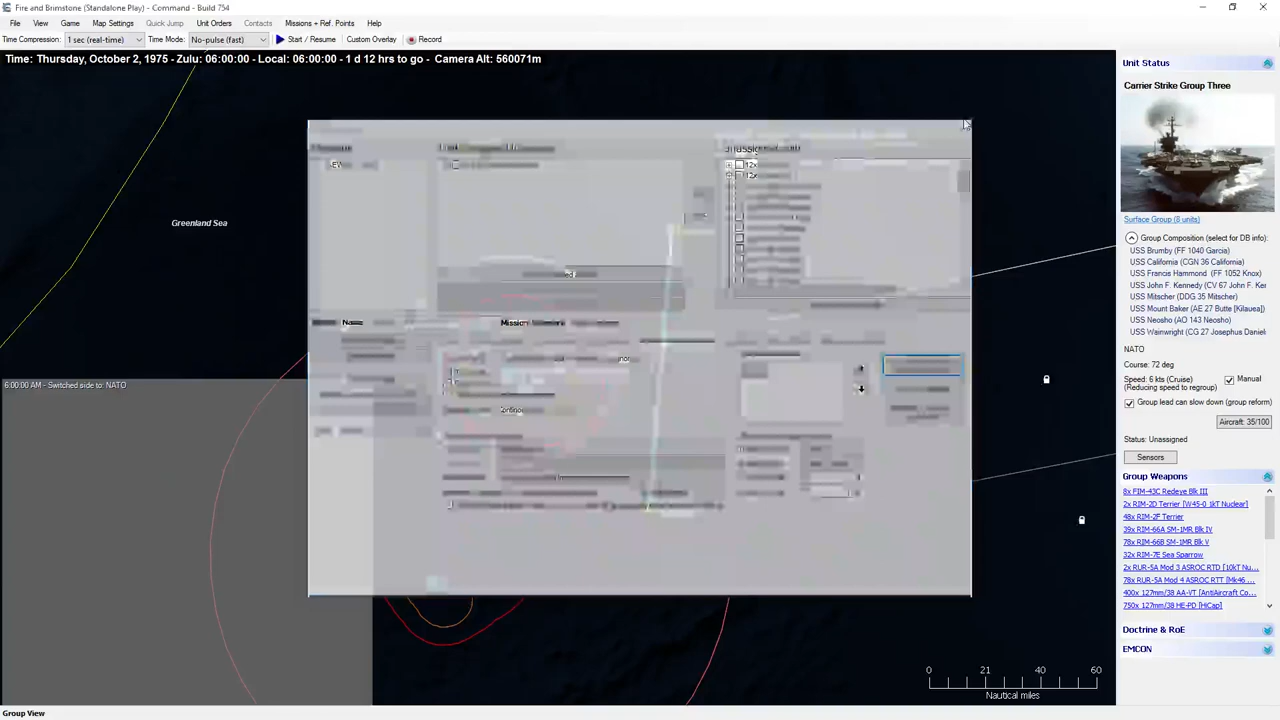 Fire and Brimstone (Standalone Play) - Command - Build 754
File View Game Map Settings Quick Jump Unit Orders Contacts Missions + Ref. Points Help
Time Compression: 1 sec (real-time) Time Mode: No-pulse (fast) Start / Resume Custom Overlay Record
Time: Thursday, October 2, 1975 - Zulu: 06:00:00 - Local: 06:00:00 - 1 d 12 hrs to go - Camera Alt: 560071m
Greenland Sea
6:00:00 AM - Switched side to: NATO
12x
12x
Name
Mission
0 21 40 60
Nautical miles
Unit Status
Carrier Strike Group Three
Surface Group (8 units)
Group Composition (select for DB info):
USS Brumby (FF 1040 Garcia)
USS California (CGN 36 California)
USS Francis Hammond (FF 1052 Knox)
USS John F. Kennedy (CV 67 John F. Ker
USS Mitscher (DDG 35 Mitscher)
USS Mount Baker (AE 27 Butte [Kilauea])
USS Neosho (AO 143 Neosho)
USS Wainwright (CG 27 Josephus Daniel
NATO
Course: 72 deg
Speed: 6 kts (Cruise)
(Reducing speed to regroup)
Manual
Group lead can slow down (group reform)
Aircraft: 35/100
Status: Unassigned
Sensors
Group Weapons
8x FIM-43C Redeye Blk III
2x RIM-2D Terrier [W45-0 1kT Nuclear]
48x RIM-2F Terrier
39x RIM-66A SM-1MR Blk IV
78x RIM-66B SM-1MR Blk V
32x RIM-7E Sea Sparrow
2x RUR-5A Mod 3 ASROC RTD [10kT Nu...
78x RUR-5A Mod 4 ASROC RTT [Mk46 ...
400x 127mm/38 AA-VT [AntiAircraft Co...
750x 127mm/38 HE-PD [HiCap]
Doctrine & RoE
EMCON
Group View